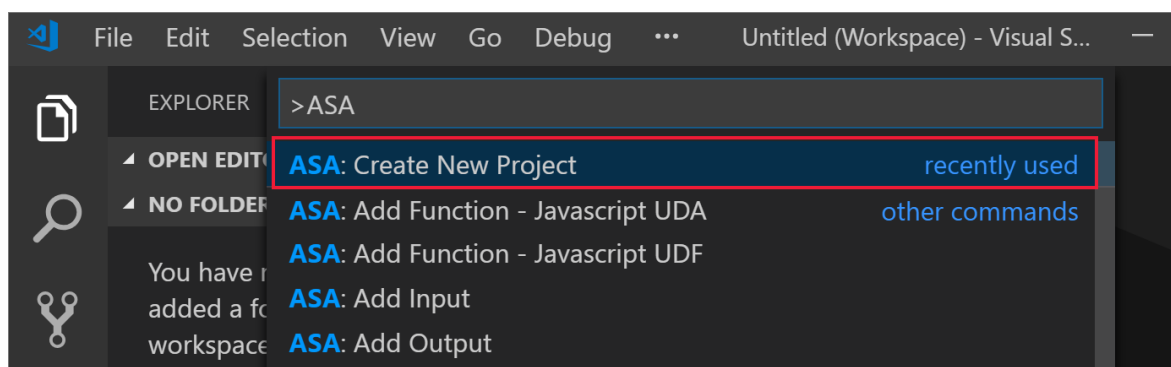 File Edit Selection View Go Debug ••• Untitled (Workspace) - Visual S...
EXPLORER
>ASA
OPEN EDIT
ASA: Create New Project recently used
NO FOLDER
ASA: Add Function - Javascript UDA other commands
ASA: Add Function - Javascript UDF
You have
ASA: Add Input
added a
ASA: Add Output
workspace